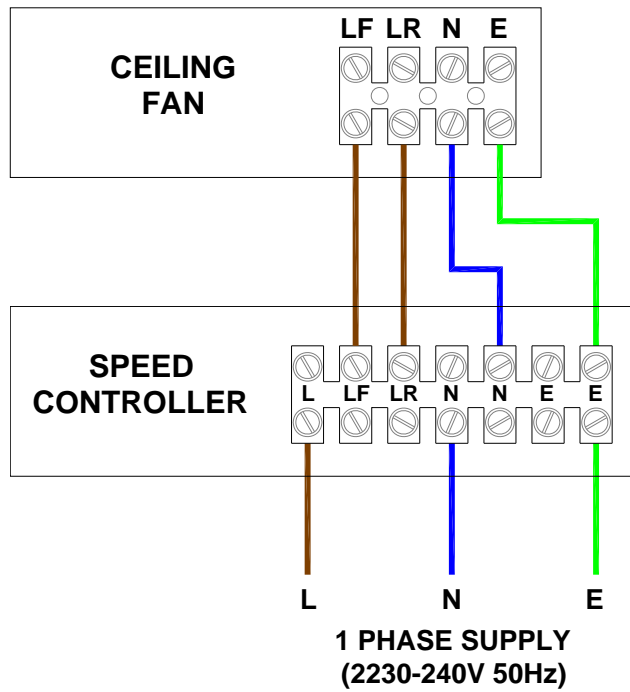 LF LR N E
CEILING
FAN
SPEED
CONTROLLER
L LF LR N N E E
L N E
1 PHASE SUPPLY
(2230-240V 50Hz)